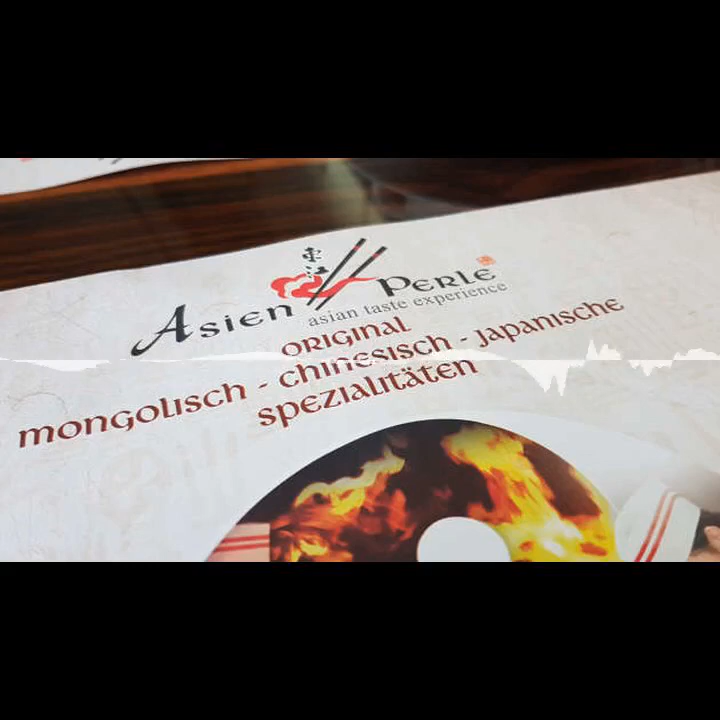 Asien Perle
asian taste experience
ORIGINAL
mongolisch - chinesisch - japanische
spezialitäten